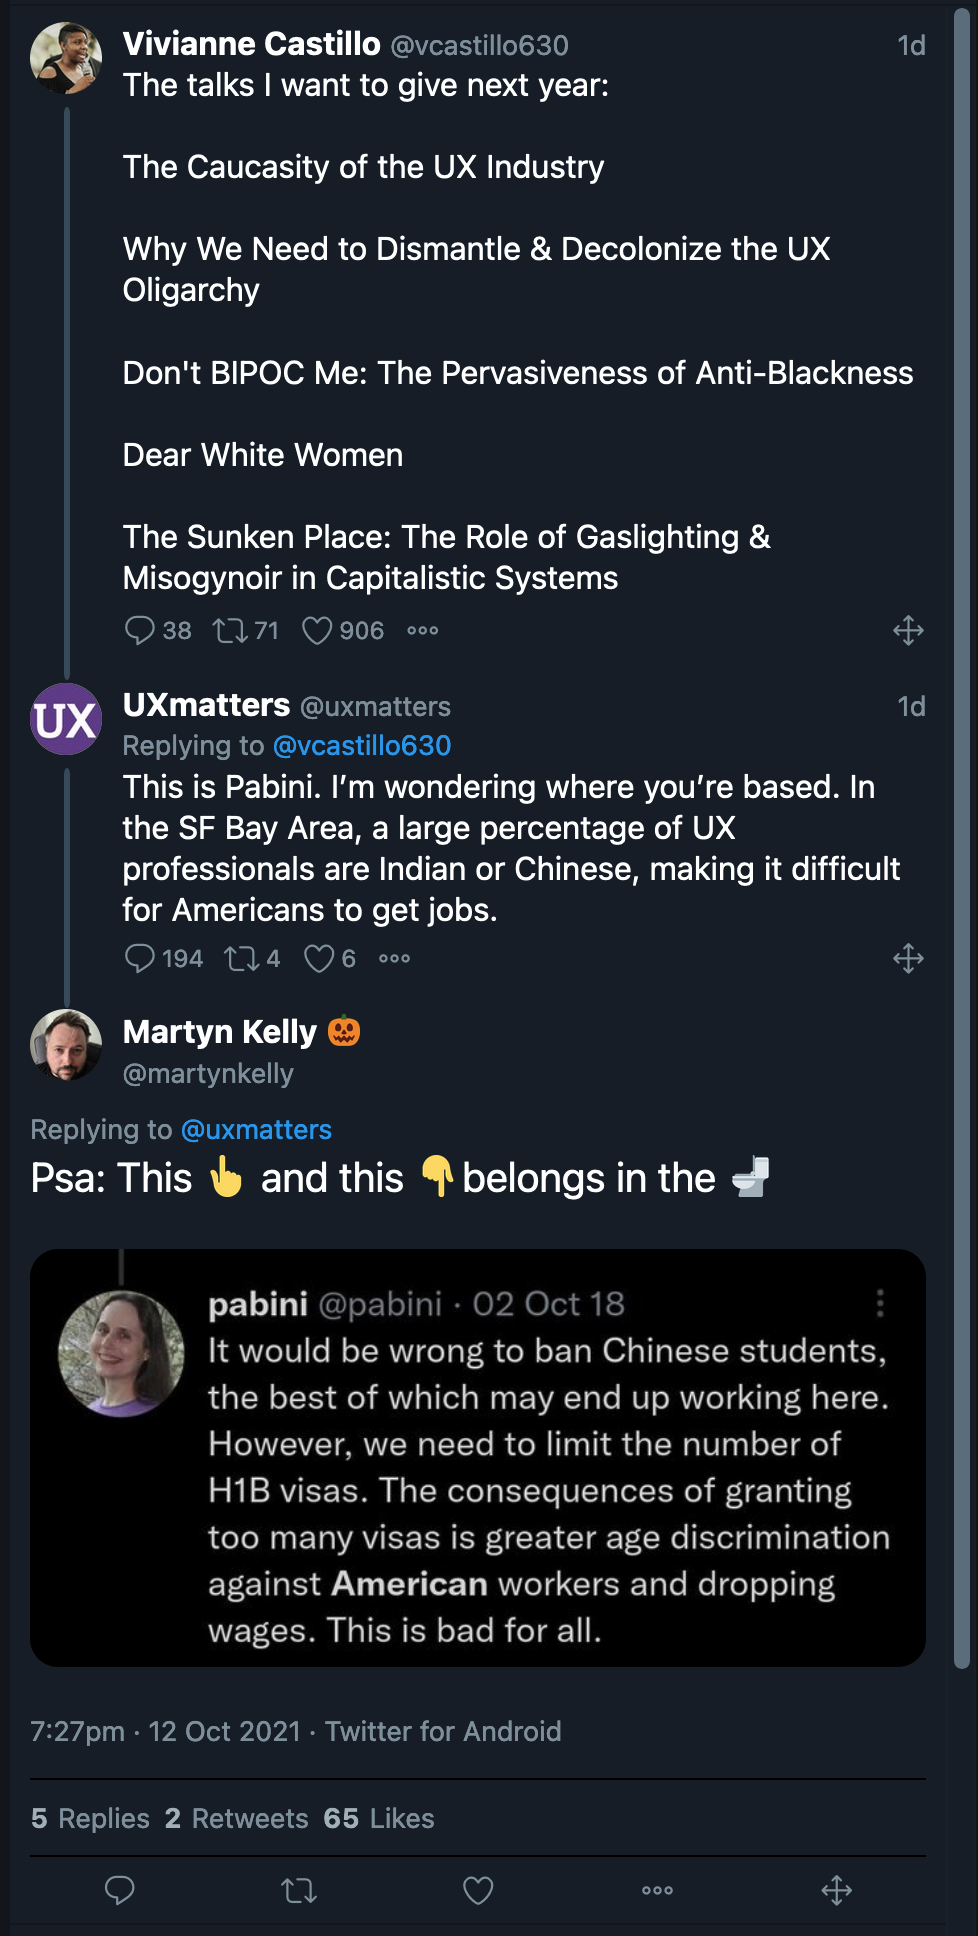 Vivianne Castillo @vcastillo630 1d
The talks I want to give next year:
The Caucasity of the UX Industry
Why We Need to Dismantle & Decolonize the UX
Oligarchy
Don't BIPOC Me: The Pervasiveness of Anti-Blackness
Dear White Women
The Sunken Place: The Role of Gaslighting &
Misogynoir in Capitalistic Systems
38 71 906
UX
UXmatters @uxmatters 1d
Replying to @vcastillo630
This is Pabini. I’m wondering where you’re based. In
the SF Bay Area, a large percentage of UX
professionals are Indian or Chinese, making it difficult
for Americans to get jobs.
194 4 6
Martyn Kelly 🎃
@martynkelly
Replying to @uxmatters
Psa: This 👆 and this 👇 belongs in the 🚽
pabini @pabini · 02 Oct 18
It would be wrong to ban Chinese students,
the best of which may end up working here.
However, we need to limit the number of
H1B visas. The consequences of granting
too many visas is greater age discrimination
against American workers and dropping
wages. This is bad for all.
7:27pm · 12 Oct 2021 · Twitter for Android
5 Replies 2 Retweets 65 Likes